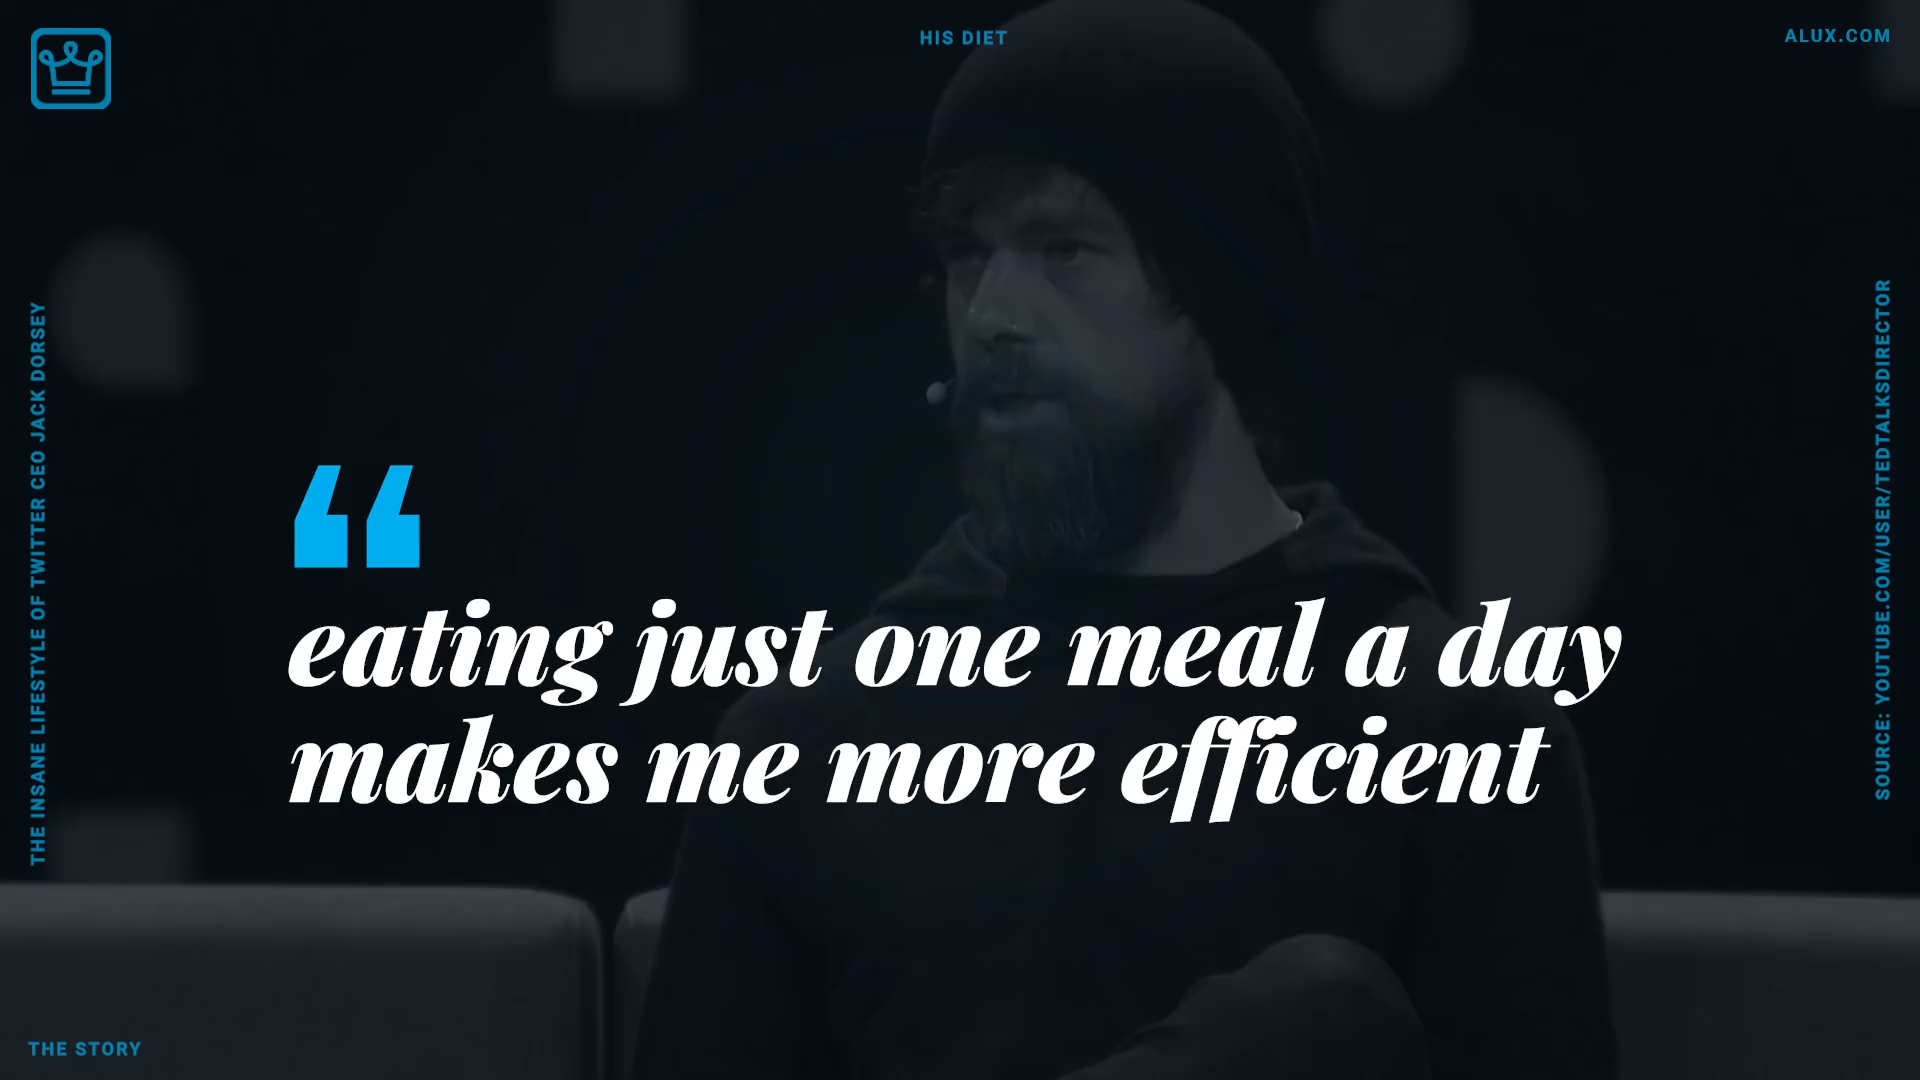 HIS DIET
ALUX.COM
THE INSANE LIFESTYLE OF TWITTER CEO JACK DORSEY
“
eating just one meal a day
makes me more efficient
SOURCE: YOUTUBE.COM/USER/TEDTALKSDIRECTOR
THE STORY